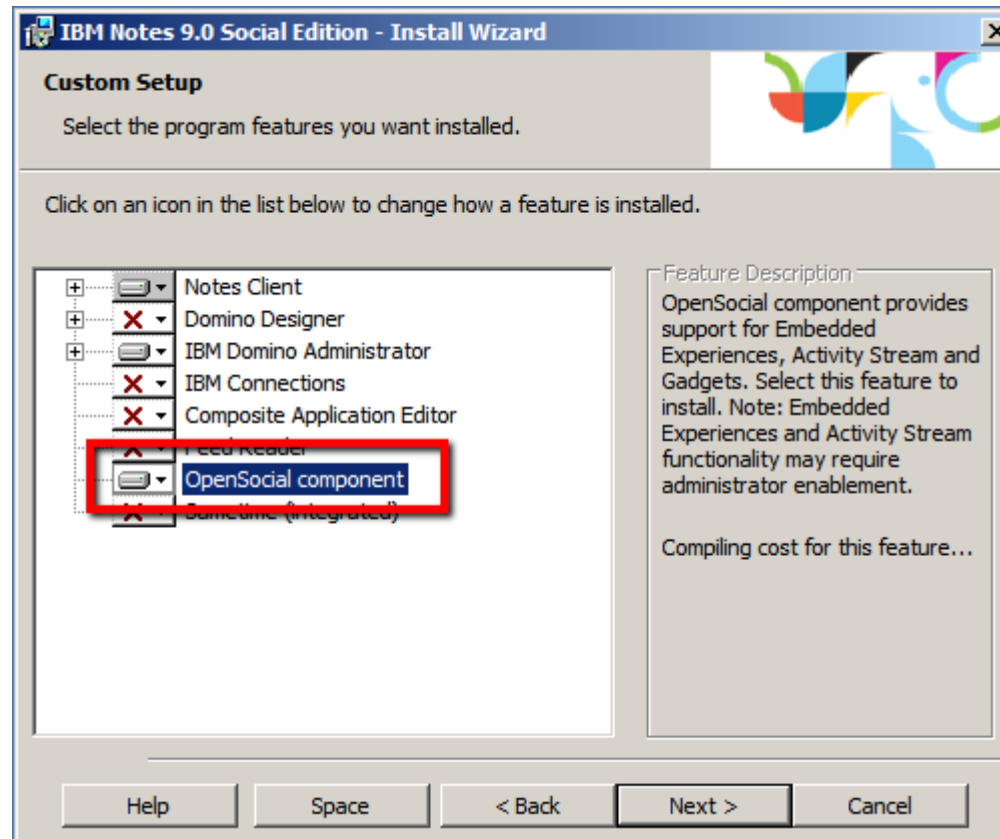 IBM Notes 9.0 Social Edition - Install Wizard
Custom Setup
Select the program features you want installed.
Click on an icon in the list below to change how a feature is installed.
Notes Client
Domino Designer
IBM Domino Administrator
IBM Connections
Composite Application Editor
Feed Reader
OpenSocial component
Sametime (integrated)
Feature Description
OpenSocial component provides
support for Embedded
Experiences, Activity Stream and
Gadgets. Select this feature to
install. Note: Embedded
Experiences and Activity Stream
functionality may require
administrator enablement.
Compiling cost for this feature...
Help
Space
< Back
Next >
Cancel